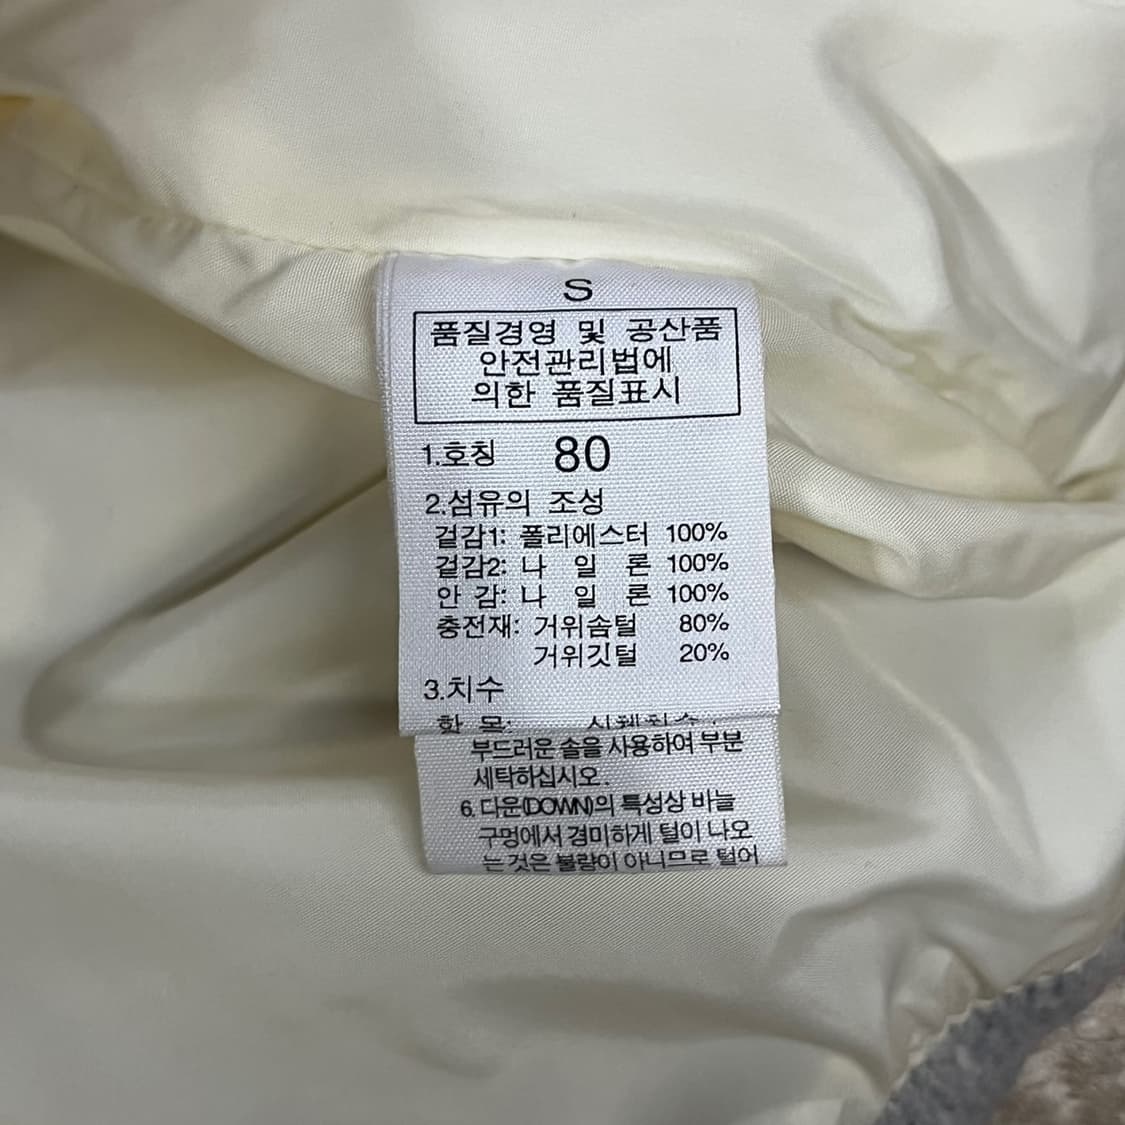 S
품질경영 및 공산품
안전관리법에
의한 품질표시
1.호칭 80
2.섬유의 조성
겉감1: 폴리에스터 100%
겉감2: 나 일 론 100%
안 감: 나 일 론 100%
충전재: 거위솜털 80%
거위깃털 20%
3.치수
항 목: 신체치수:
부드러운 솔을 사용하여 부분
세탁하십시오.
6. 다운(DOWN)의 특성상 바늘
구멍에서 경미하게 털이 나오
는 것은 불량이 아니므로 털어